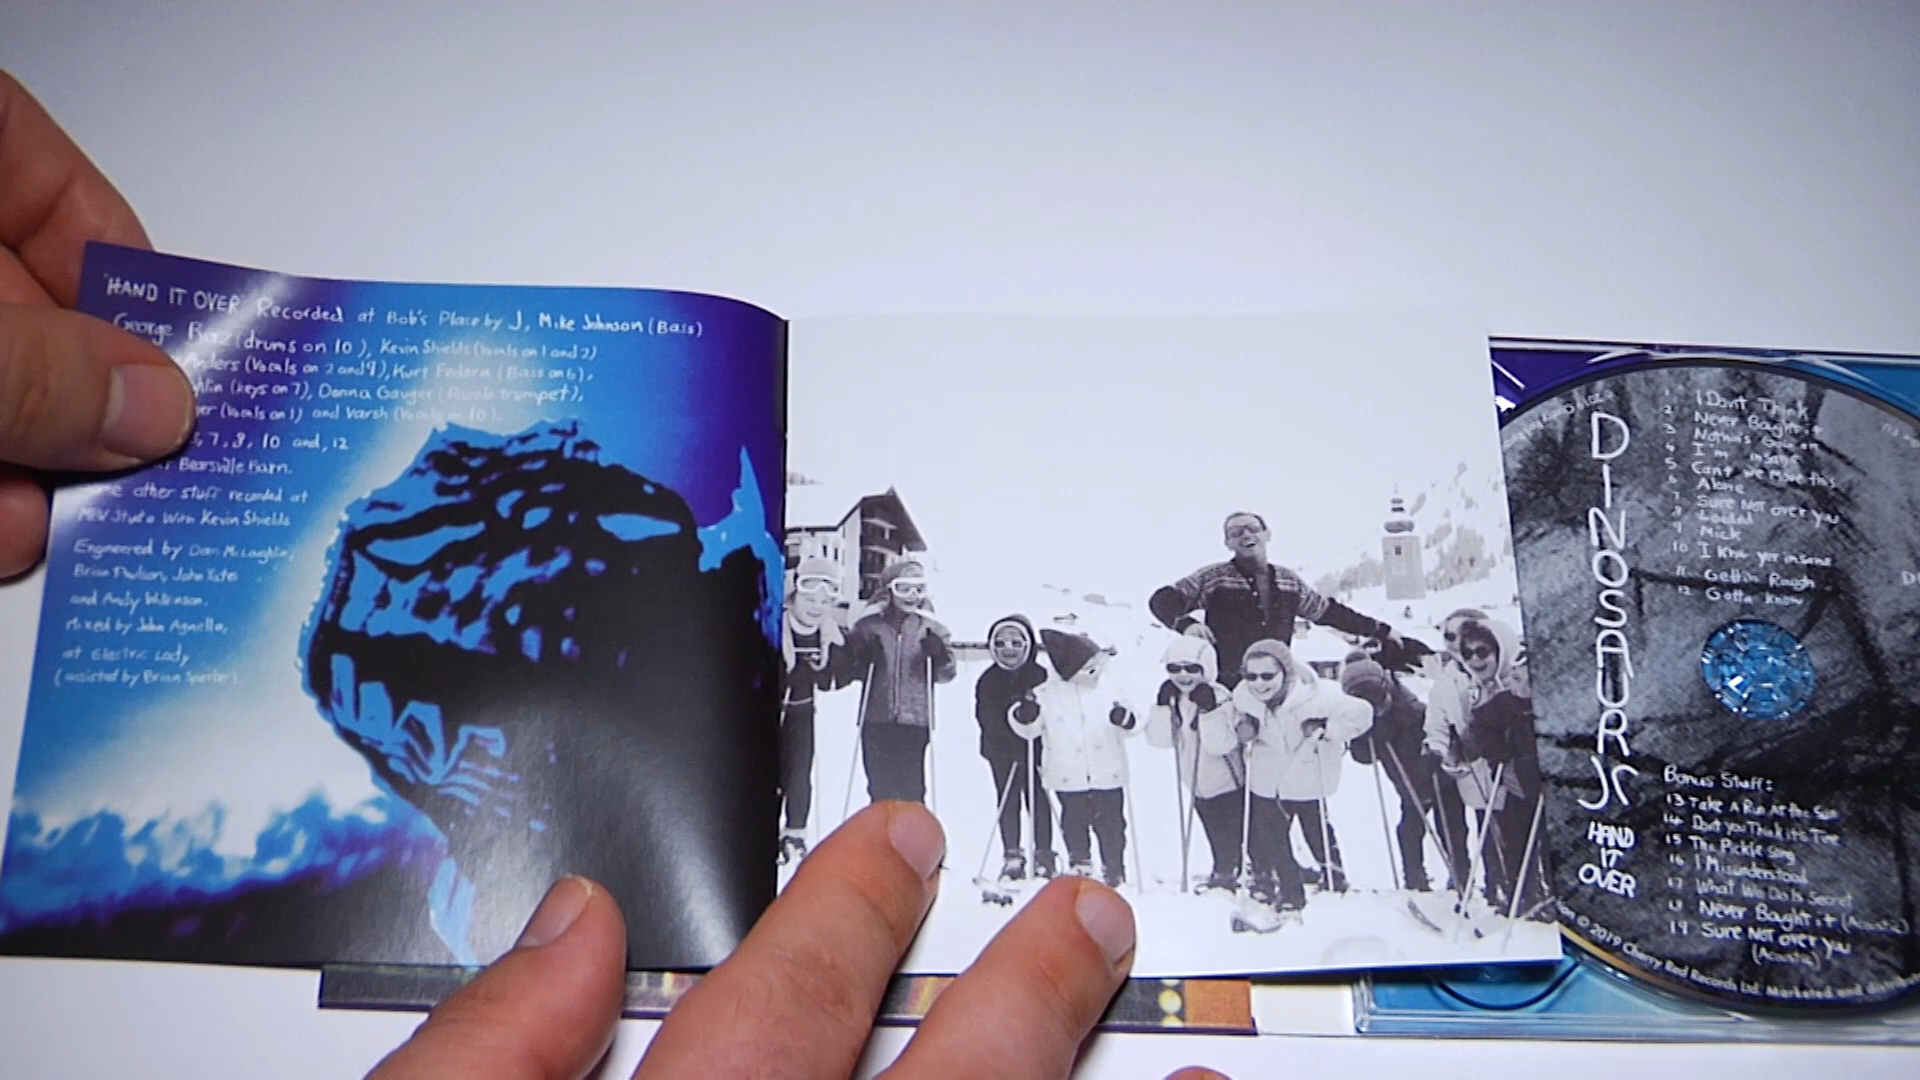 'HAND IT OVER' Recorded at Bob's Place by J, Mike Johnson (Bass)
George (drums on 10), Kevin Shields (Vocals on 1 and 2)
Anders (Vocals on 2 and 9), Kurt Fedora (Bass on 6),
(keys on 7), Donna Gauger (Piccolo trumpet),
(Vocals on 1) and Varsh (Vocals on 10).
7, 8, 10 and, 12
Bearsville Barn.
other stuff recorded at
MBV Studio With Kevin Shields
Engineered by Dan McLaughlin,
Brian Paulson, John Yates
and Andy Wilkinson.
Mixed by John Agnello,
at Electric Lady
(assisted by Brian Sperber).
DINOSAUR JR
HAND
IT
OVER
1 I Dont Think
2 Never Bought it
3 Nothin's Goin on
4 I'm insane
5 Cant We Move this
6 Alone
7 Sure Not over you
8 Loaded
9 Mick
10 I Know yer insane
11 Gettin Rough
12 Gotta Know
Bonus Stuff:
13 Take A Run At the Sun
14 Dont you Think it's Time
15 The Pickle song
16 I Misunderstood
17 What We Do Is Secret
18 Never Bought it (Acoustic)
19 Sure Not over you
(Acoustic)
© 2019 Cherry Red Records Ltd. Marketed and